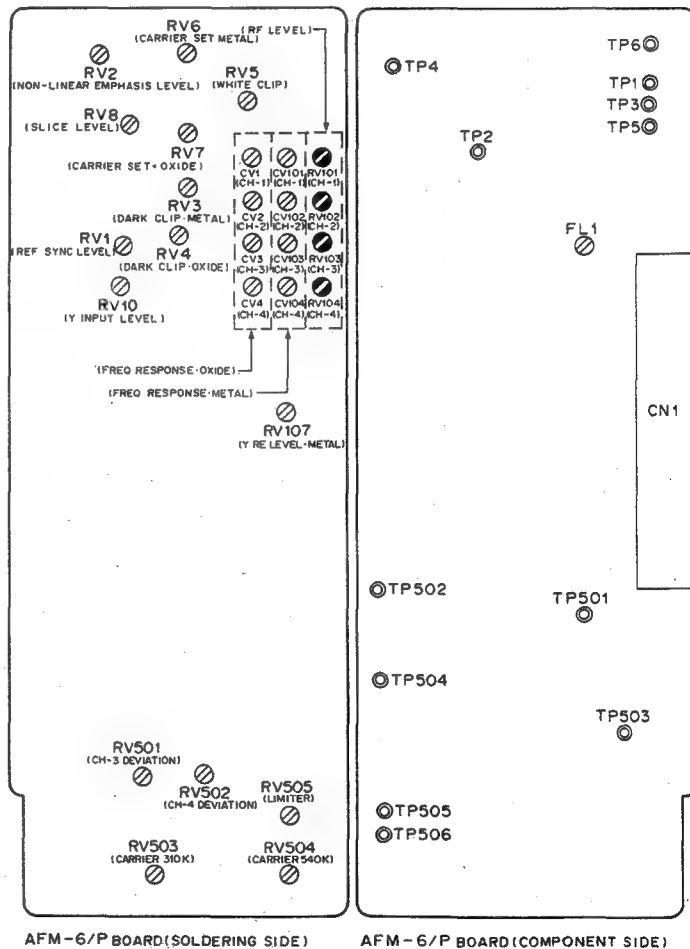 RV6
(CARRIER SET METAL)
(RF LEVEL)
RV2
(NON-LINEAR EMPHASIS LEVEL)
RV5
(WHITE CLIP)
RV8
(SLICE LEVEL)
RV7
(CARRIER SET·OXIDE)
CV1
(CH-1)
CV101
(CH-1)
RV101
(CH-1)
RV3
(DARK CLIP·METAL)
CV2
(CH-2)
CV102
(CH-2)
RV102
(CH-2)
RV1
(REF SYNC LEVEL)
RV4
(DARK CLIP·OXIDE)
CV3
(CH-3)
CV103
(CH-3)
RV103
(CH-3)
RV10
(Y INPUT LEVEL)
CV4
(CH-4)
CV104
(CH-4)
RV104
(CH-4)
(FREQ RESPONSE·OXIDE)
(FREQ RESPONSE·METAL)
RV107
(Y RE LEVEL·METAL)
RV501
(CH-3 DEVIATION)
RV502
(CH-4 DEVIATION)
RV505
(LIMITER)
RV503
(CARRIER 310K)
RV504
(CARRIER 540K)
AFM-6/P BOARD (SOLDERING SIDE)
TP6
TP4
TP1
TP3
TP5
TP2
FL1
CN1
TP502
TP501
TP504
TP503
TP505
TP506
AFM-6/P BOARD (COMPONENT SIDE)